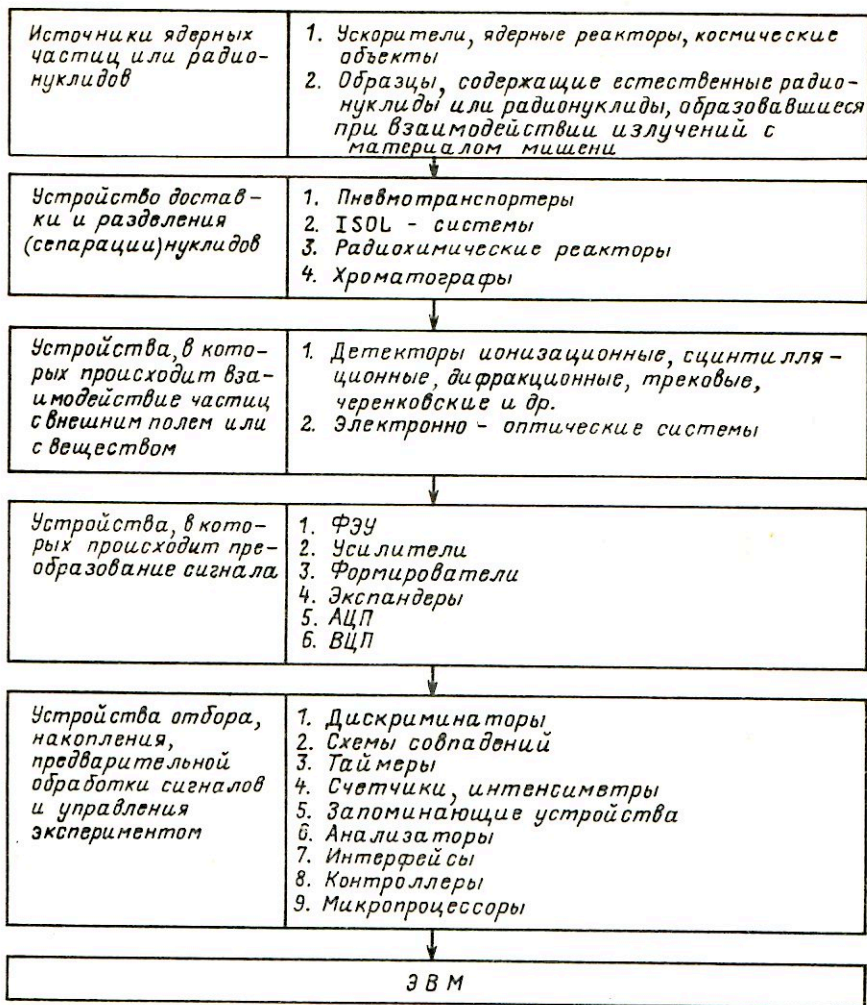 Источники ядерных
частиц или радио-
нуклидов
1. Ускорители, ядерные реакторы, космические
объекты
2. Образцы, содержащие естественные радио-
нуклиды или радионуклиды, образовавшиеся
при взаимодействии излучений с
материалом мишени
Устройство достав-
ки и разделения
(сепарации) нуклидов
1. Пневмотранспортеры
2. ISOL - системы
3. Радиохимические реакторы
4. Хроматографы
Устройства, в кото-
рых происходит вза-
имодействие частиц
с внешним полем или
с веществом
1. Детекторы ионизационные, сцинтилля-
ционные, дифракционные, трековые,
черенковские и др.
2. Электронно - оптические системы
Устройства, в кото-
рых происходит пре-
образование сигнала
1. ФЭУ
2. Усилители
3. Формирователи
4. Экспандеры
5. АЦП
6. ВЦП
Устройства отбора,
накопления,
предварительной
обработки сигналов
и управления
экспериментом
1. Дискриминаторы
2. Схемы совпадений
3. Таймеры
4. Счетчики, интенсиметры
5. Запоминающие устройства
6. Анализаторы
7. Интерфейсы
8. Контроллеры
9. Микропроцессоры
ЭВМ